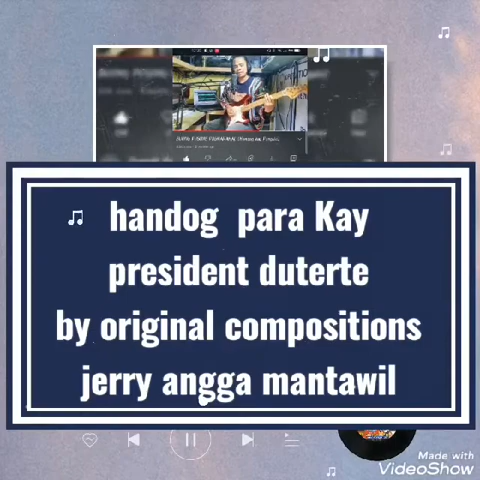 handog para Kay
president duterte
by original compositions
jerry angga mantawil
Made with
VideoShow